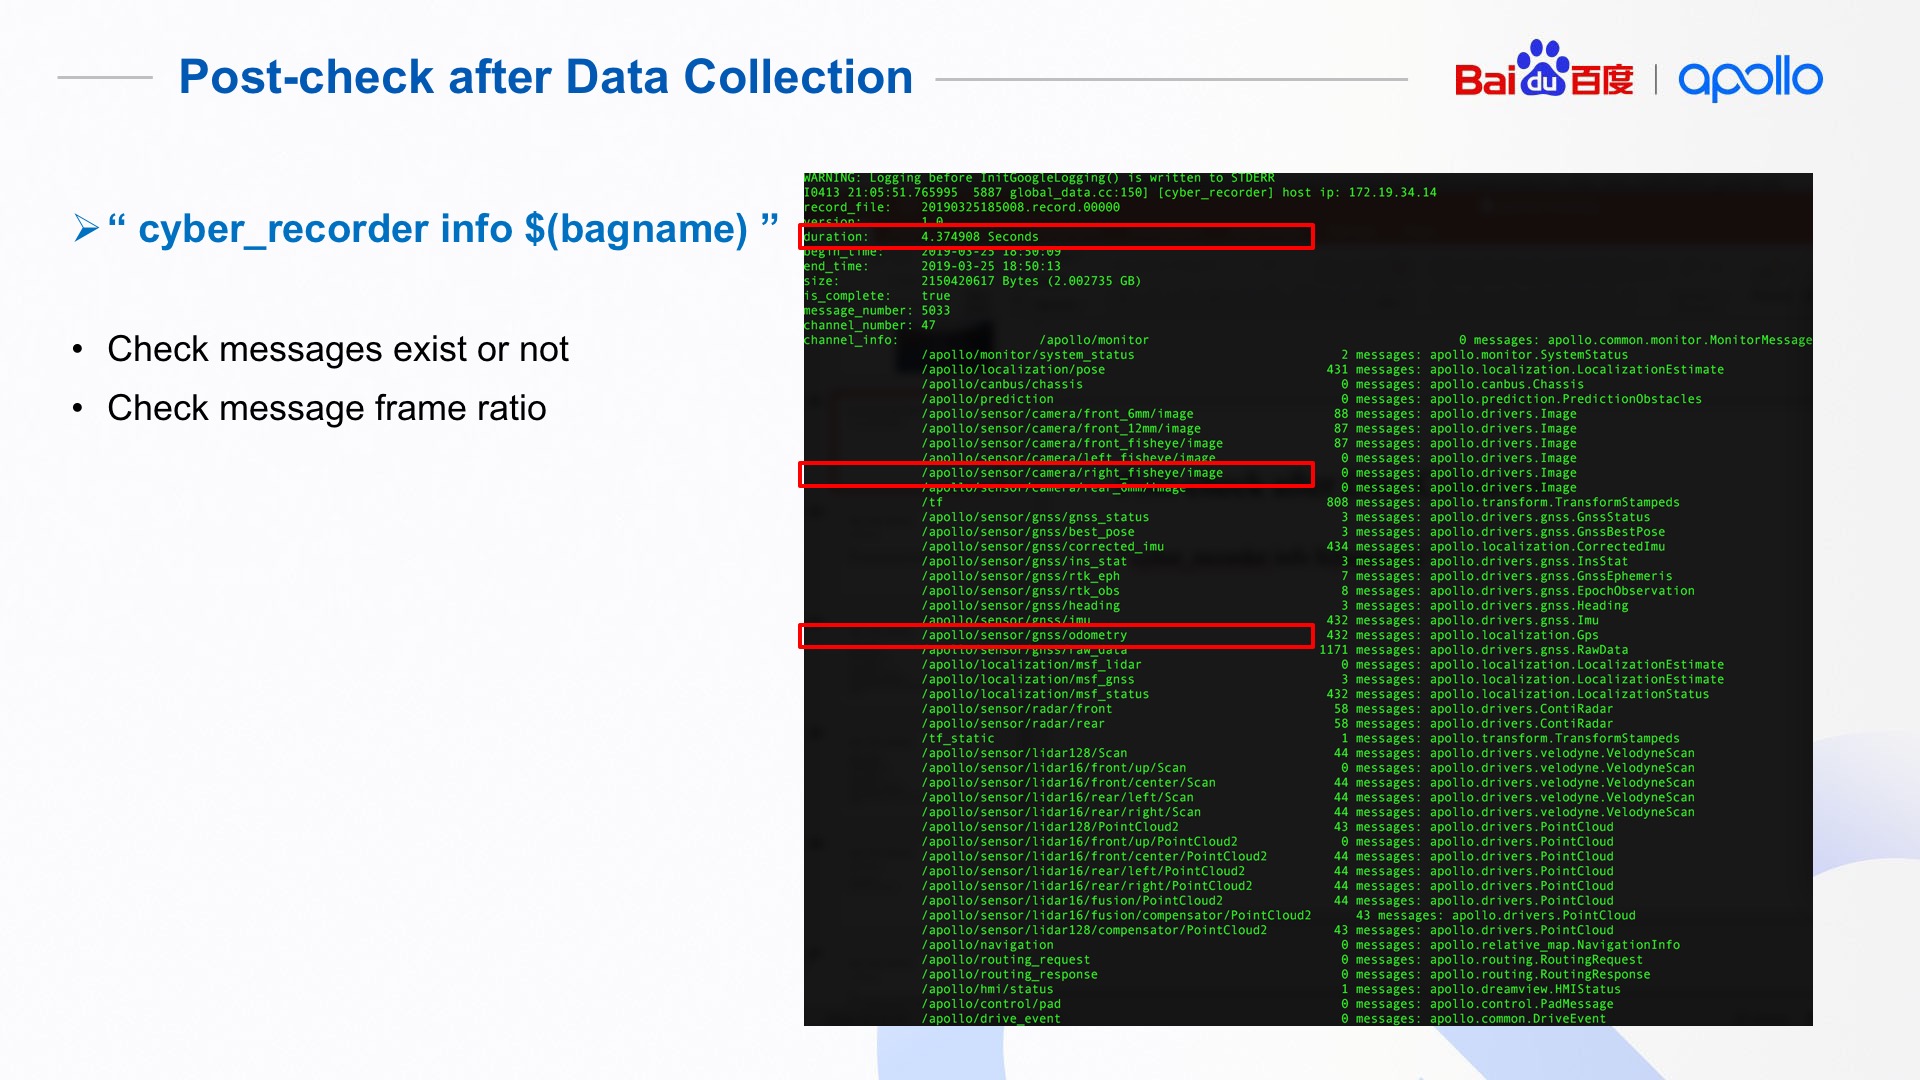 Post-check after Data Collection
Baidu百度 | apollo
“ cyber_recorder info $(bagname) ”
• Check messages exist or not
• Check message frame ratio
WARNING: Logging before InitGoogleLogging() is written to STDERR
I0413 21:05:51.765995 5887 global_data.cc:150] [cyber_recorder] host ip: 172.19.34.14
record_file: 20190325185008.record.00000
version: 1.0
duration: 4.374908 Seconds
begin_time: 2019-03-25 18:50:09
end_time: 2019-03-25 18:50:13
size: 2150420617 Bytes (2.002735 GB)
is_complete: true
message_number: 5033
channel_number: 47
channel_info: /apollo/monitor 0 messages: apollo.common.monitor.MonitorMessage
/apollo/monitor/system_status 2 messages: apollo.monitor.SystemStatus
/apollo/localization/pose 431 messages: apollo.localization.LocalizationEstimate
/apollo/canbus/chassis 0 messages: apollo.canbus.Chassis
/apollo/prediction 0 messages: apollo.prediction.PredictionObstacles
/apollo/sensor/camera/front_6mm/image 88 messages: apollo.drivers.Image
/apollo/sensor/camera/front_12mm/image 87 messages: apollo.drivers.Image
/apollo/sensor/camera/front_fisheye/image 87 messages: apollo.drivers.Image
/apollo/sensor/camera/left_fisheye/image 0 messages: apollo.drivers.Image
/apollo/sensor/camera/right_fisheye/image 0 messages: apollo.drivers.Image
/apollo/sensor/camera/rear_6mm/image 0 messages: apollo.drivers.Image
/tf 808 messages: apollo.transform.TransformStampeds
/apollo/sensor/gnss/gnss_status 3 messages: apollo.drivers.gnss.GnssStatus
/apollo/sensor/gnss/best_pose 3 messages: apollo.drivers.gnss.GnssBestPose
/apollo/sensor/gnss/corrected_imu 434 messages: apollo.localization.CorrectedImu
/apollo/sensor/gnss/ins_stat 3 messages: apollo.drivers.gnss.InsStat
/apollo/sensor/gnss/rtk_eph 7 messages: apollo.drivers.gnss.GnssEphemeris
/apollo/sensor/gnss/rtk_obs 8 messages: apollo.drivers.gnss.EpochObservation
/apollo/sensor/gnss/heading 3 messages: apollo.drivers.gnss.Heading
/apollo/sensor/gnss/imu 432 messages: apollo.drivers.gnss.Imu
/apollo/sensor/gnss/odometry 432 messages: apollo.localization.Gps
/apollo/sensor/gnss/raw_data 1171 messages: apollo.drivers.gnss.RawData
/apollo/localization/msf_lidar 0 messages: apollo.localization.LocalizationEstimate
/apollo/localization/msf_gnss 3 messages: apollo.localization.LocalizationEstimate
/apollo/localization/msf_status 432 messages: apollo.localization.LocalizationStatus
/apollo/sensor/radar/front 58 messages: apollo.drivers.ContiRadar
/apollo/sensor/radar/rear 58 messages: apollo.drivers.ContiRadar
/tf_static 1 messages: apollo.transform.TransformStampeds
/apollo/sensor/lidar128/Scan 44 messages: apollo.drivers.velodyne.VelodyneScan
/apollo/sensor/lidar16/front/up/Scan 0 messages: apollo.drivers.velodyne.VelodyneScan
/apollo/sensor/lidar16/front/center/Scan 44 messages: apollo.drivers.velodyne.VelodyneScan
/apollo/sensor/lidar16/rear/left/Scan 44 messages: apollo.drivers.velodyne.VelodyneScan
/apollo/sensor/lidar16/rear/right/Scan 44 messages: apollo.drivers.velodyne.VelodyneScan
/apollo/sensor/lidar128/PointCloud2 43 messages: apollo.drivers.PointCloud
/apollo/sensor/lidar16/front/up/PointCloud2 0 messages: apollo.drivers.PointCloud
/apollo/sensor/lidar16/front/center/PointCloud2 44 messages: apollo.drivers.PointCloud
/apollo/sensor/lidar16/rear/left/PointCloud2 44 messages: apollo.drivers.PointCloud
/apollo/sensor/lidar16/rear/right/PointCloud2 44 messages: apollo.drivers.PointCloud
/apollo/sensor/lidar16/fusion/PointCloud2 44 messages: apollo.drivers.PointCloud
/apollo/sensor/lidar16/fusion/compensator/PointCloud2 43 messages: apollo.drivers.PointCloud
/apollo/sensor/lidar128/compensator/PointCloud2 43 messages: apollo.drivers.PointCloud
/apollo/navigation 0 messages: apollo.relative_map.NavigationInfo
/apollo/routing_request 0 messages: apollo.routing.RoutingRequest
/apollo/routing_response 0 messages: apollo.routing.RoutingResponse
/apollo/hmi/status 1 messages: apollo.dreamview.HMIStatus
/apollo/control/pad 0 messages: apollo.control.PadMessage
/apollo/drive_event 0 messages: apollo.common.DriveEvent